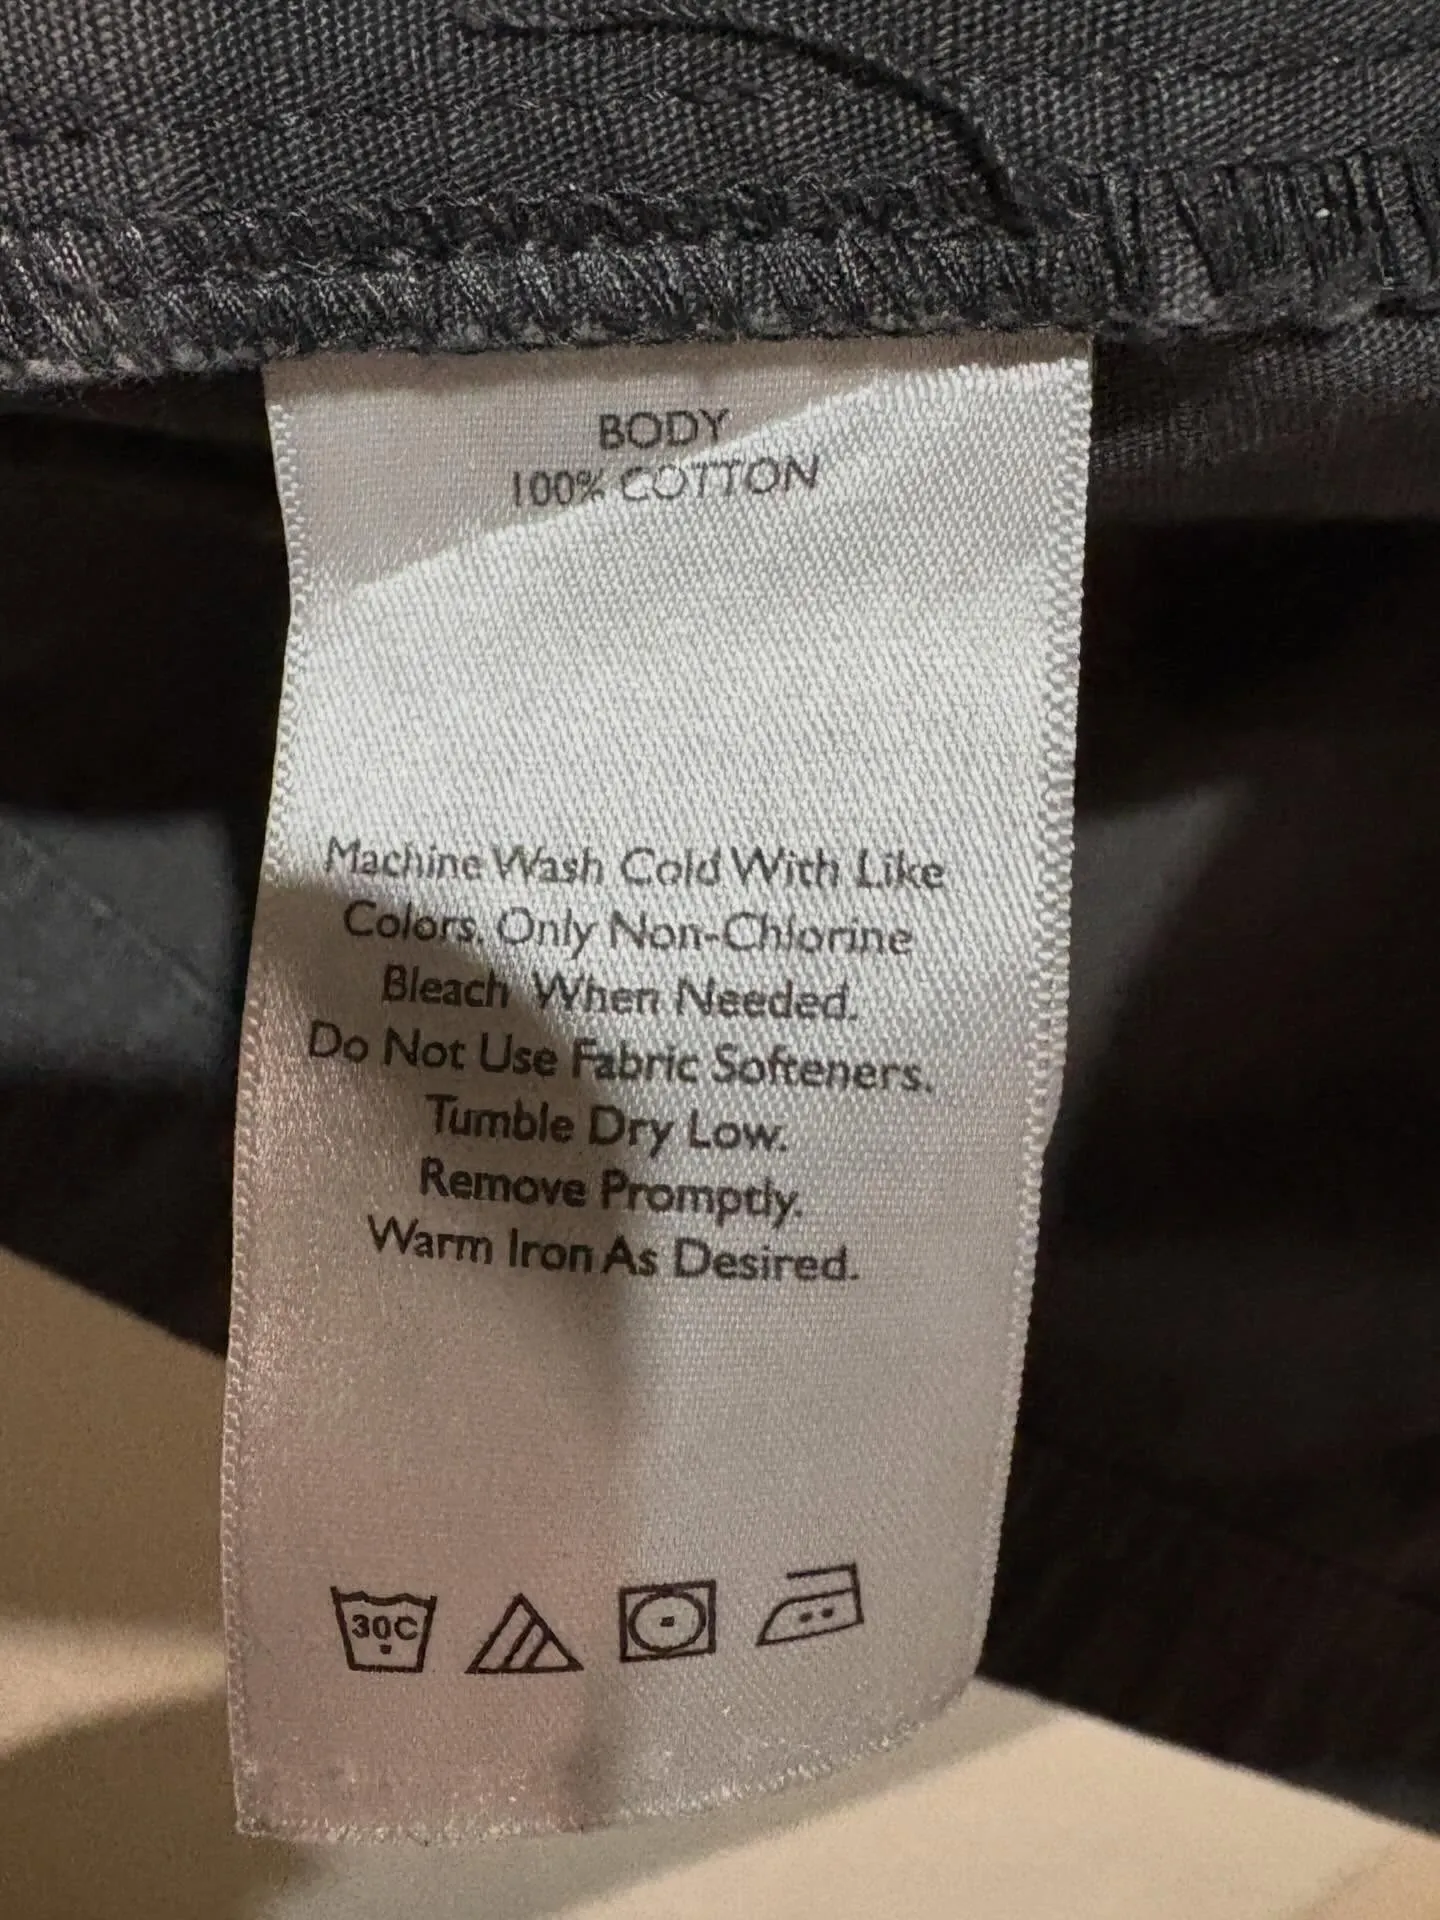 BODY
100% COTTON
Machine Wash Cold With Like
Colors. Only Non-Chlorine
Bleach When Needed.
Do Not Use Fabric Softeners.
Tumble Dry Low.
Remove Promptly.
Warm Iron As Desired.
30C